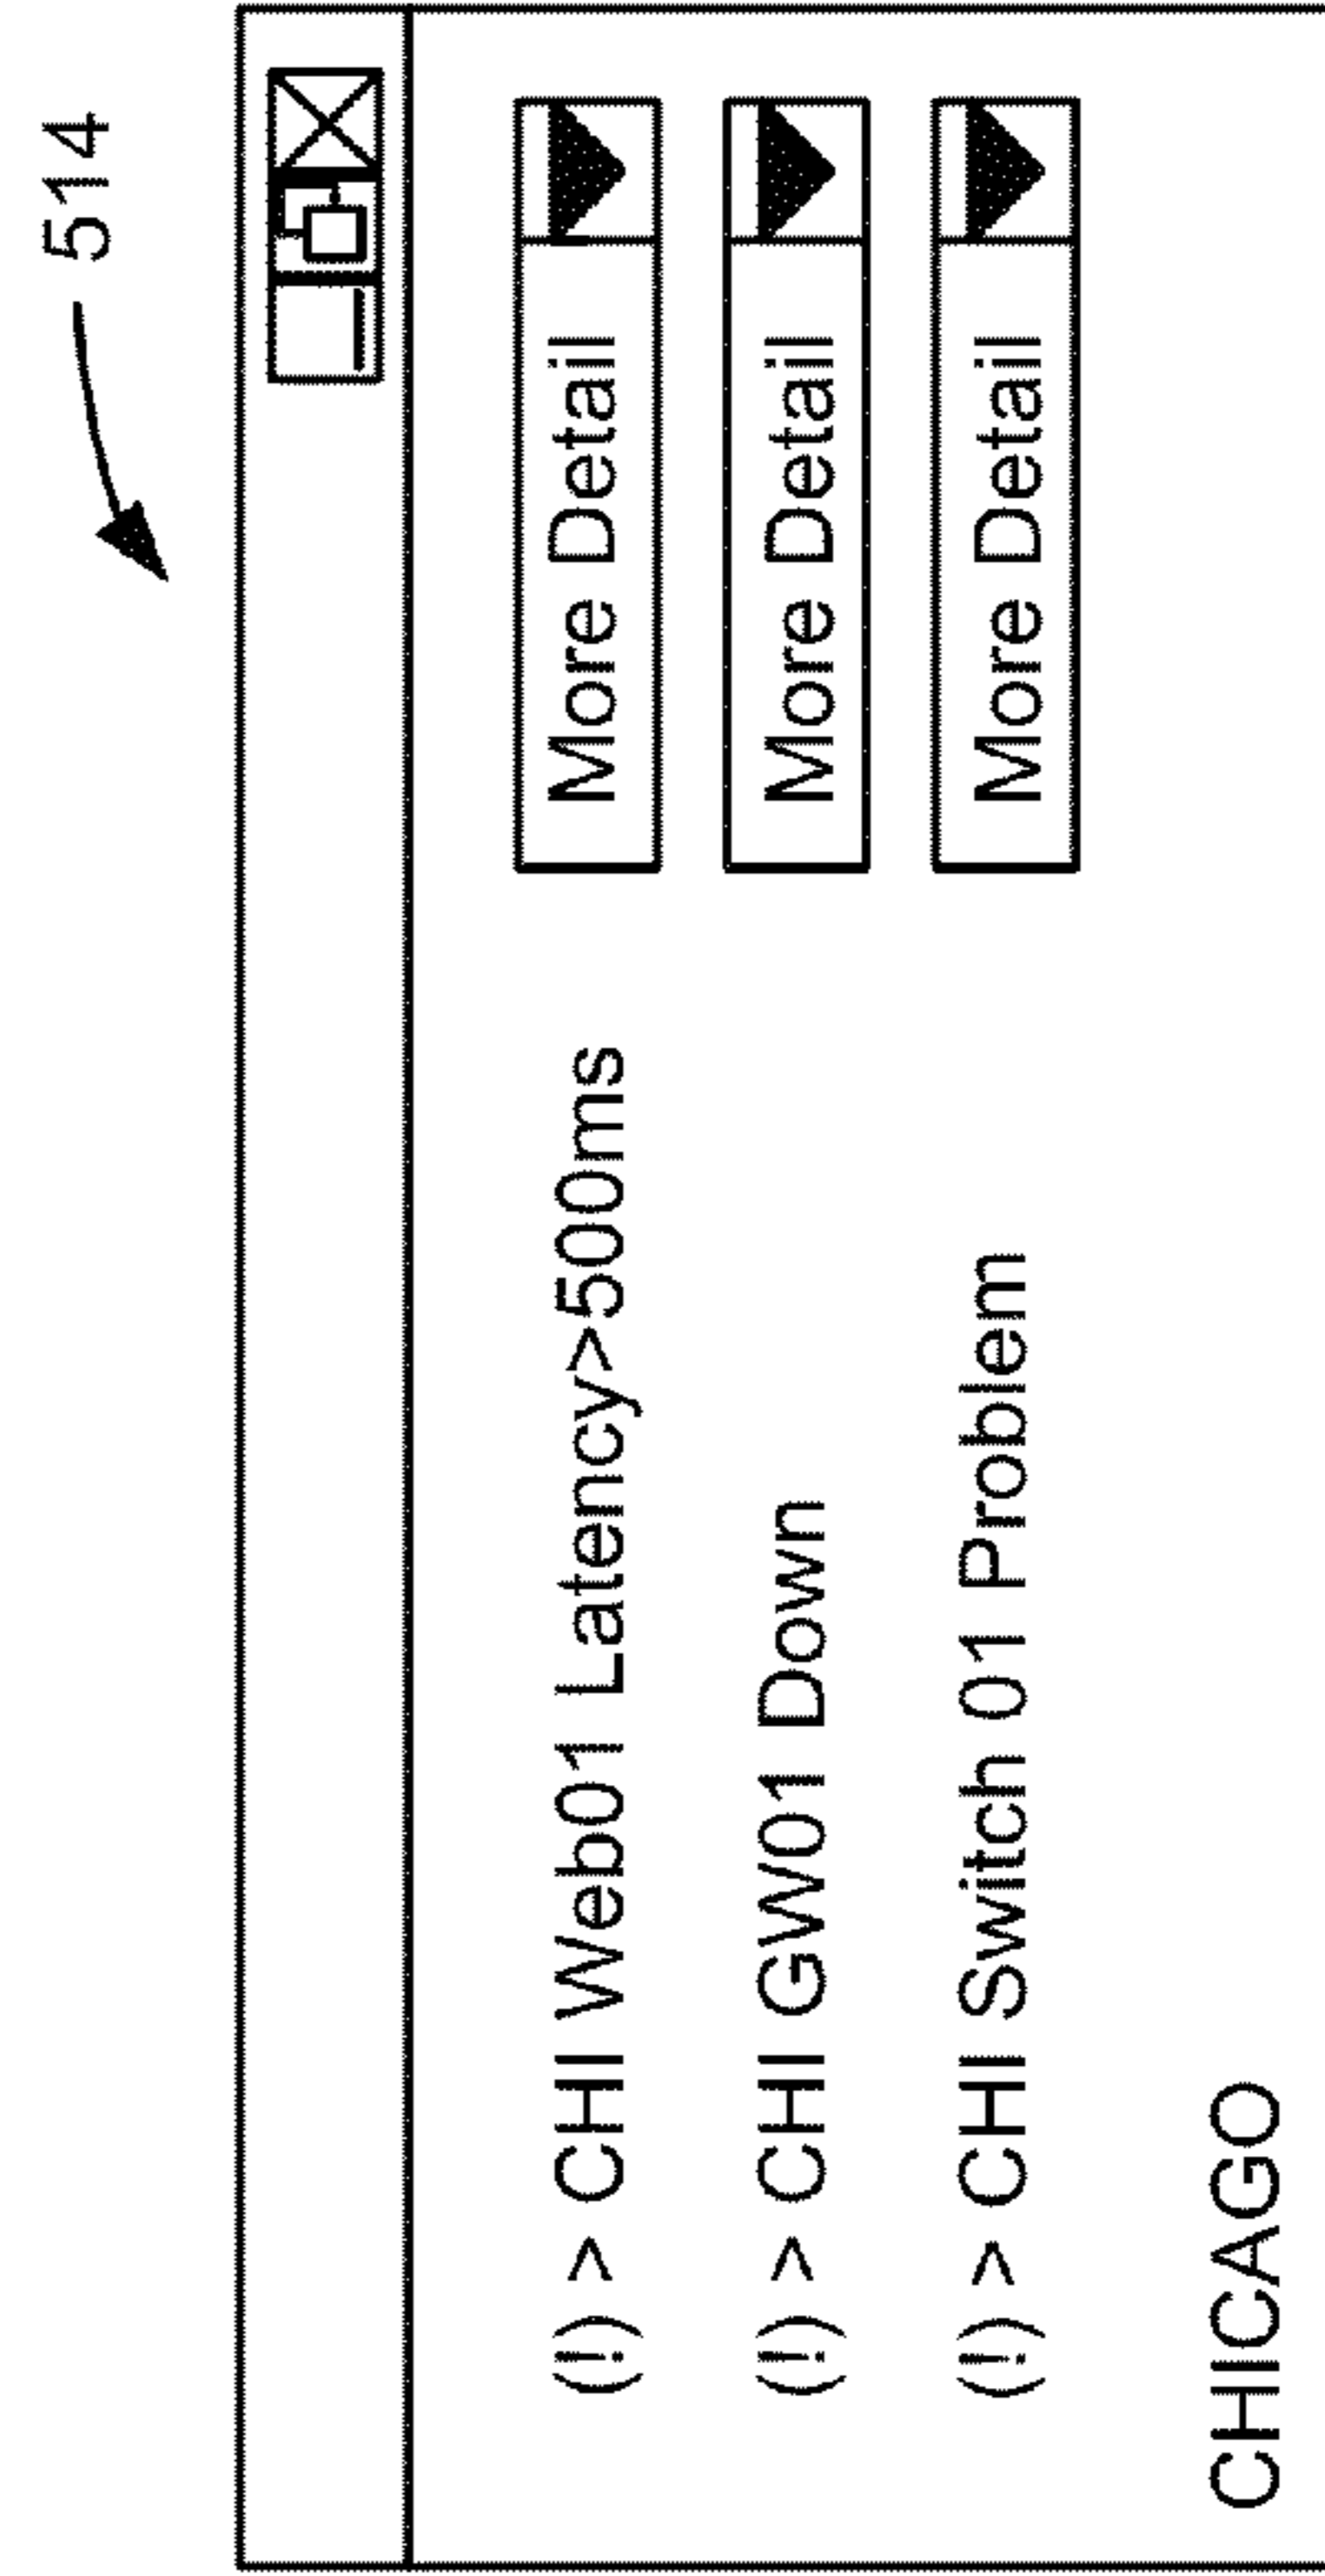 514
(!) > CHI Web01 Latency>500ms More Detail
(!) > CHI GW01 Down More Detail
(!) > CHI Switch 01 Problem More Detail
CHICAGO